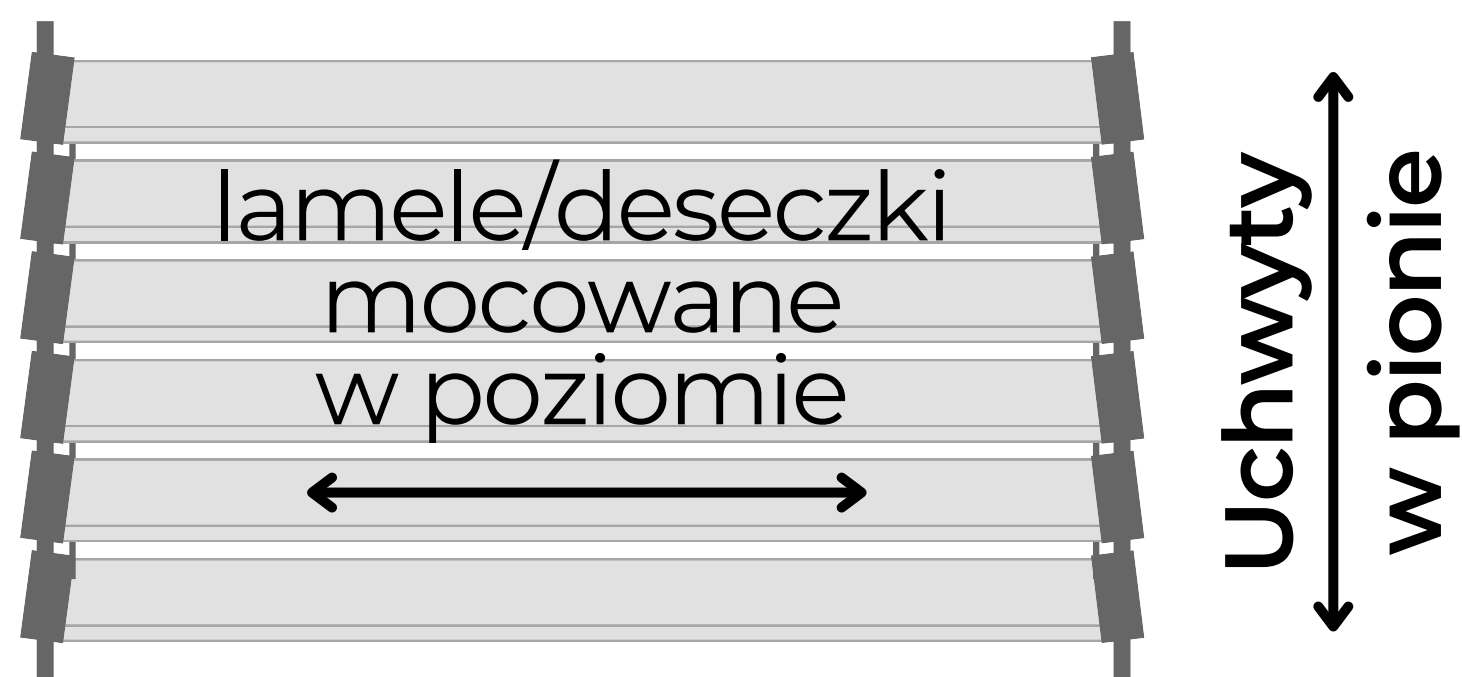 lamele/deseczki
mocowane
w poziomie
Uchwyty
w pionie